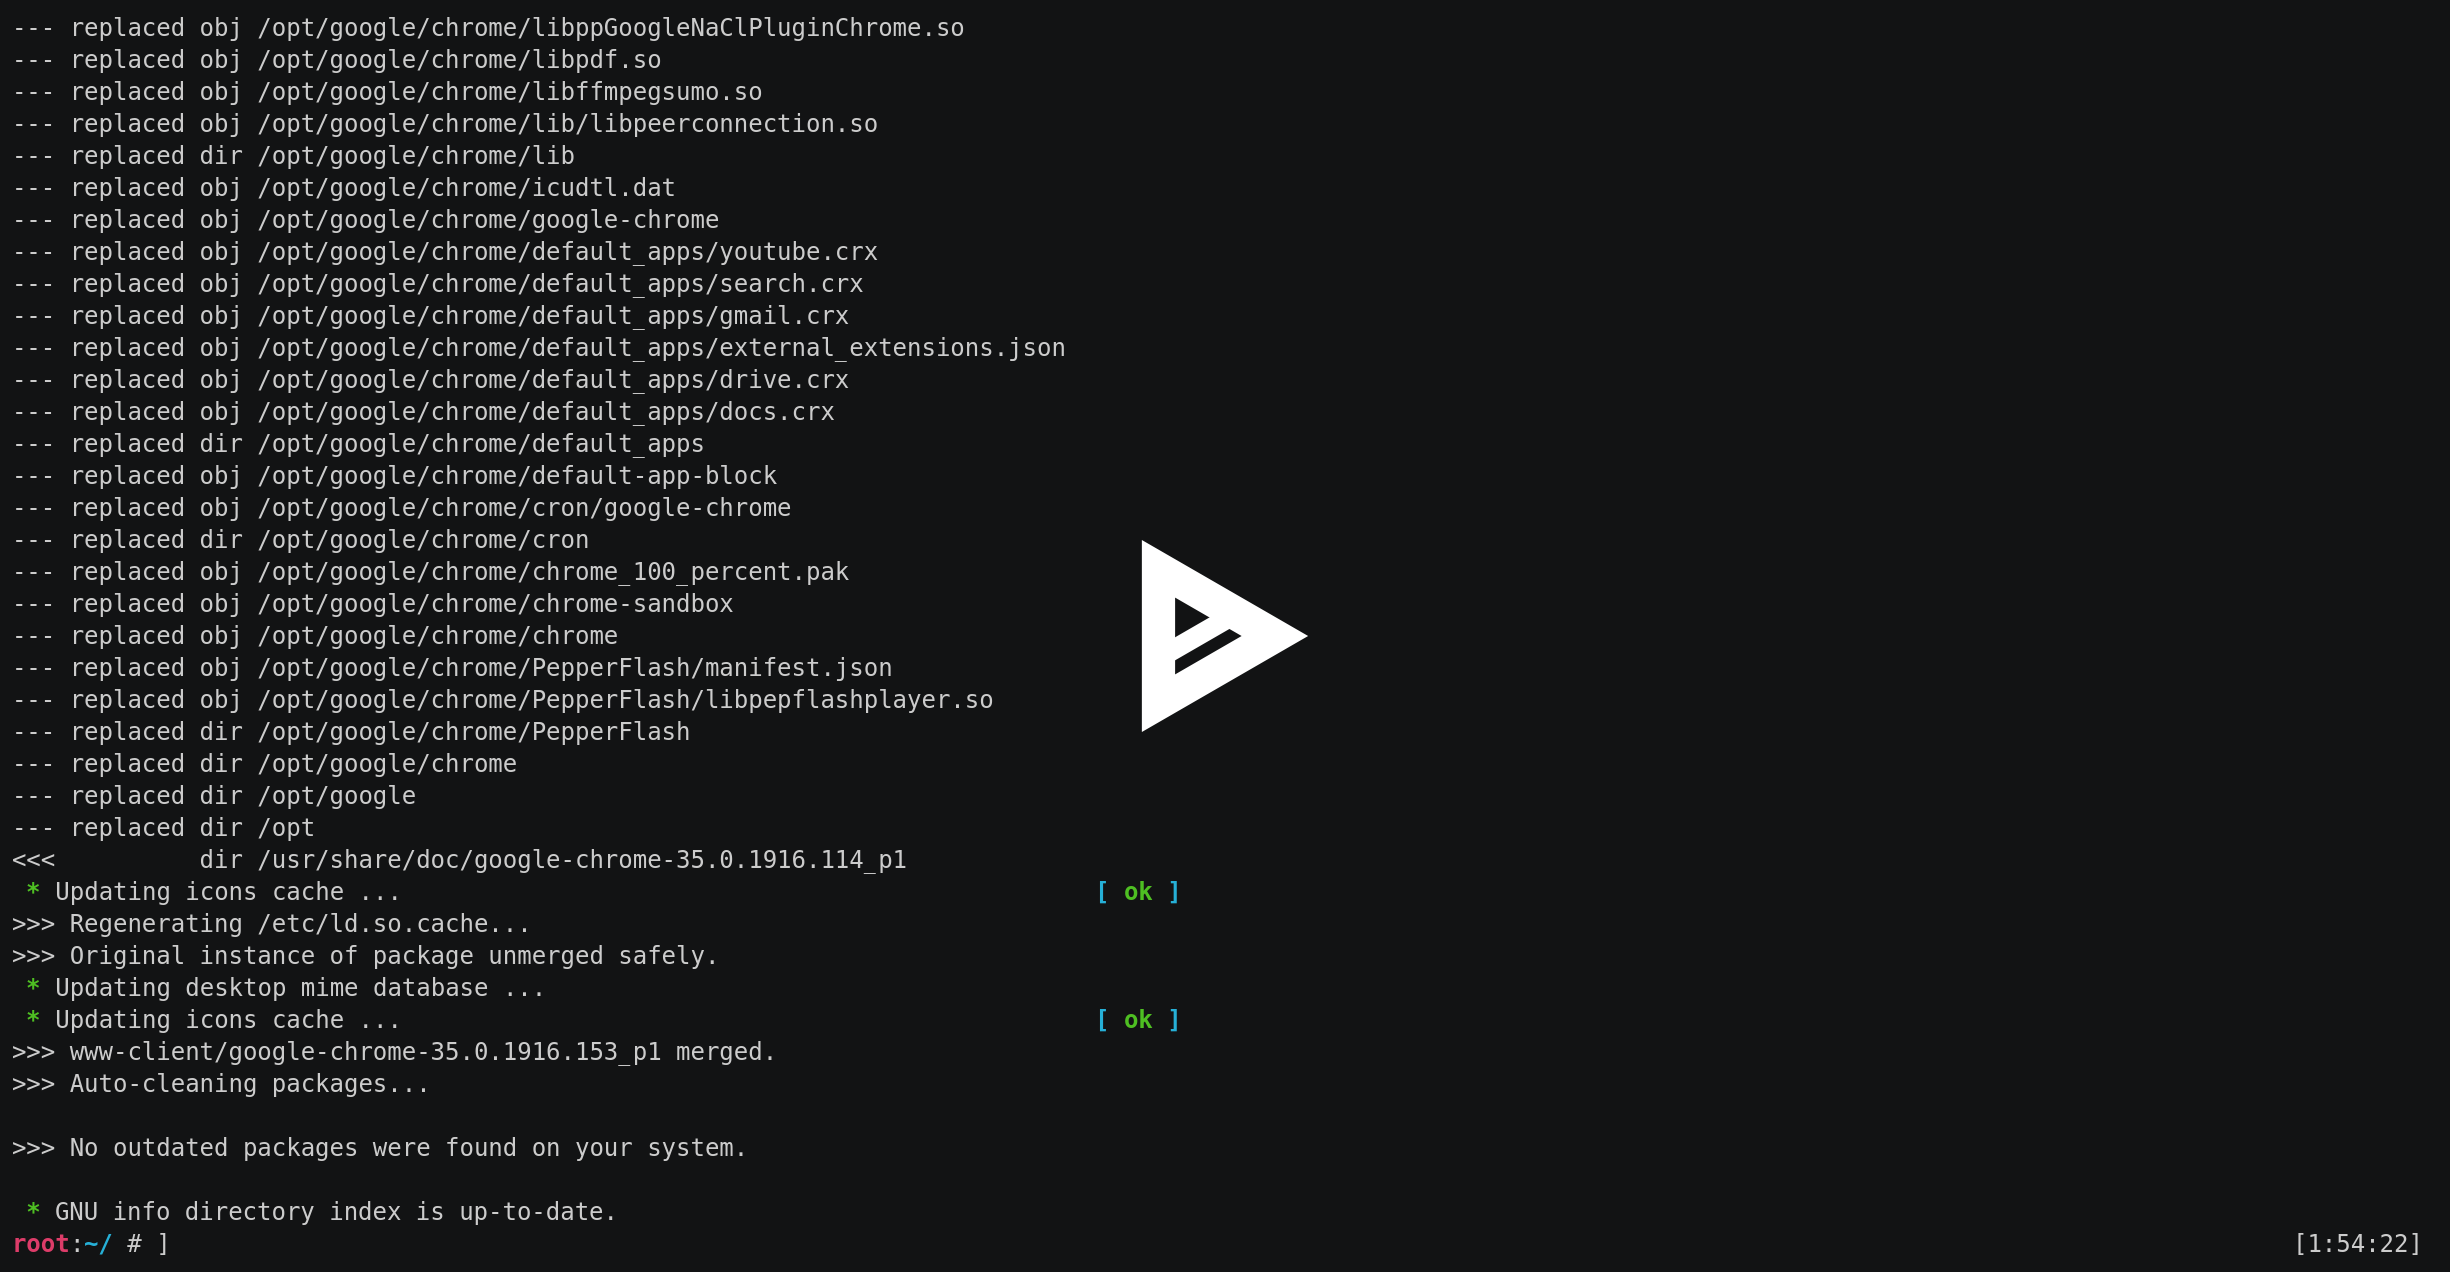 --- replaced obj /opt/google/chrome/libppGoogleNaClPluginChrome.so
--- replaced obj /opt/google/chrome/libpdf.so
--- replaced obj /opt/google/chrome/libffmpegsumo.so
--- replaced obj /opt/google/chrome/lib/libpeerconnection.so
--- replaced dir /opt/google/chrome/lib
--- replaced obj /opt/google/chrome/icudtl.dat
--- replaced obj /opt/google/chrome/google-chrome
--- replaced obj /opt/google/chrome/default_apps/youtube.crx
--- replaced obj /opt/google/chrome/default_apps/search.crx
--- replaced obj /opt/google/chrome/default_apps/gmail.crx
--- replaced obj /opt/google/chrome/default_apps/external_extensions.json
--- replaced obj /opt/google/chrome/default_apps/drive.crx
--- replaced obj /opt/google/chrome/default_apps/docs.crx
--- replaced dir /opt/google/chrome/default_apps
--- replaced obj /opt/google/chrome/default-app-block
--- replaced obj /opt/google/chrome/cron/google-chrome
--- replaced dir /opt/google/chrome/cron
--- replaced obj /opt/google/chrome/chrome_100_percent.pak
--- replaced obj /opt/google/chrome/chrome-sandbox
--- replaced obj /opt/google/chrome/chrome
--- replaced obj /opt/google/chrome/PepperFlash/manifest.json
--- replaced obj /opt/google/chrome/PepperFlash/libpepflashplayer.so
--- replaced dir /opt/google/chrome/PepperFlash
--- replaced dir /opt/google/chrome
--- replaced dir /opt/google
--- replaced dir /opt
<<<          dir /usr/share/doc/google-chrome-35.0.1916.114_p1
 * Updating icons cache ... [ ok ]
>>> Regenerating /etc/ld.so.cache...
>>> Original instance of package unmerged safely.
 * Updating desktop mime database ...
 * Updating icons cache ... [ ok ]
>>> www-client/google-chrome-35.0.1916.153_p1 merged.
>>> Auto-cleaning packages...
>>> No outdated packages were found on your system.
 * GNU info directory index is up-to-date.
root:~/ # ] [1:54:22]